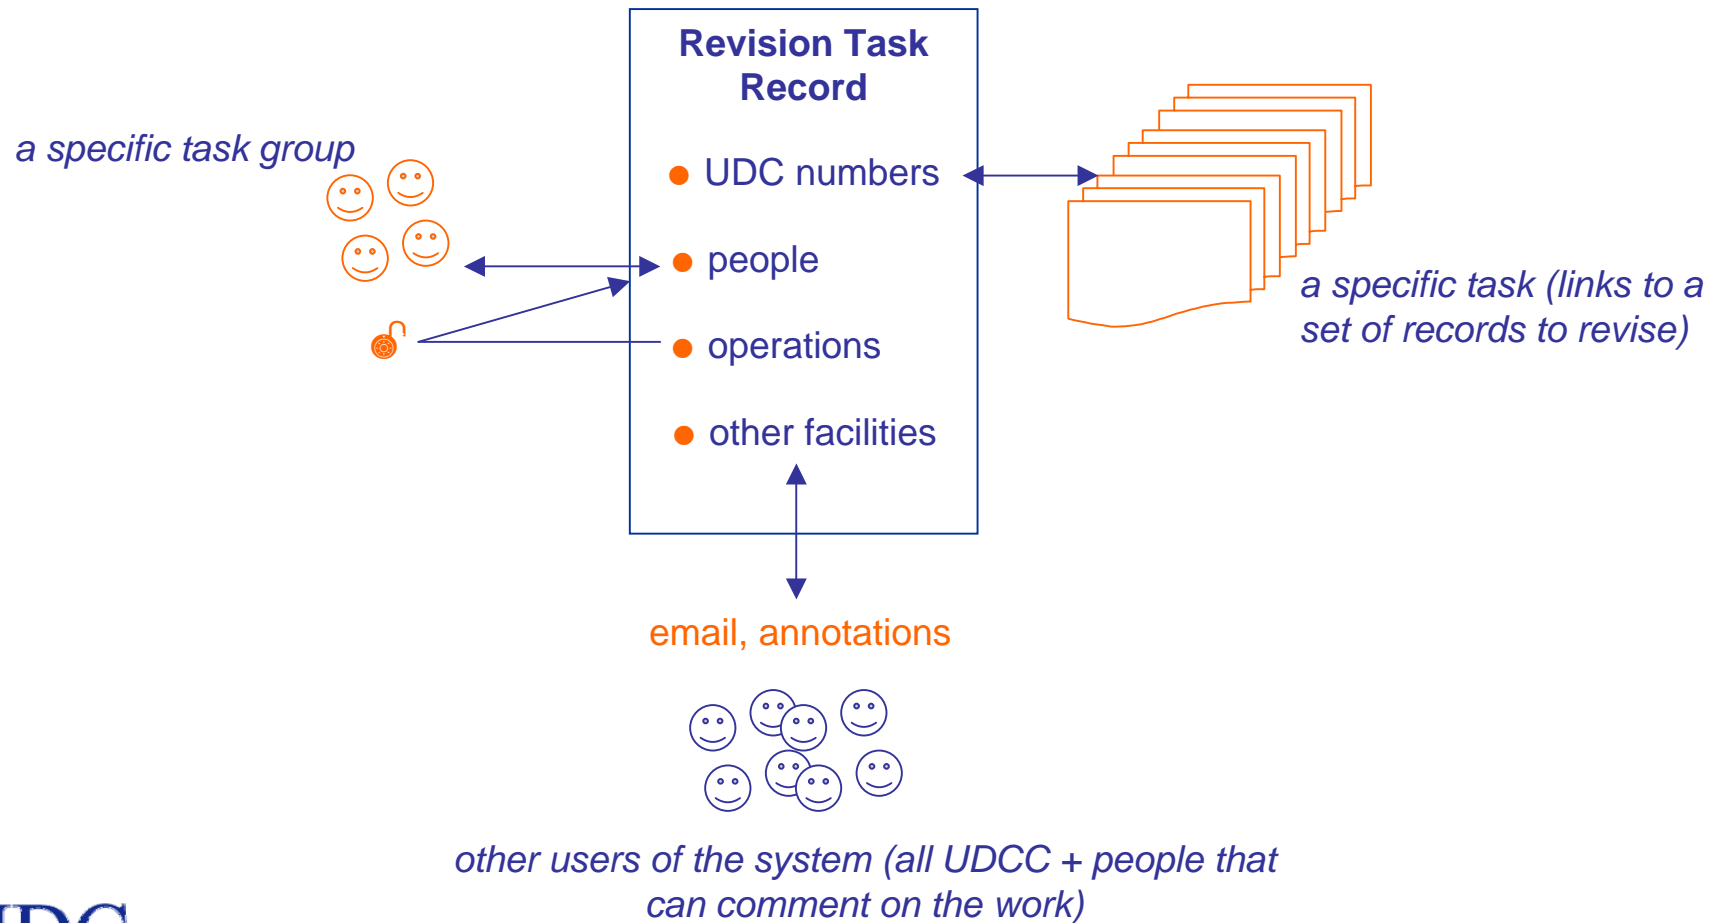 Revision Task
Record
a specific task group
UDC numbers
people
a specific task (links to a
set of records to revise)
operations
other facilities
email, annotations
other users of the system (all UDCC + people that
can comment on the work)
UDC